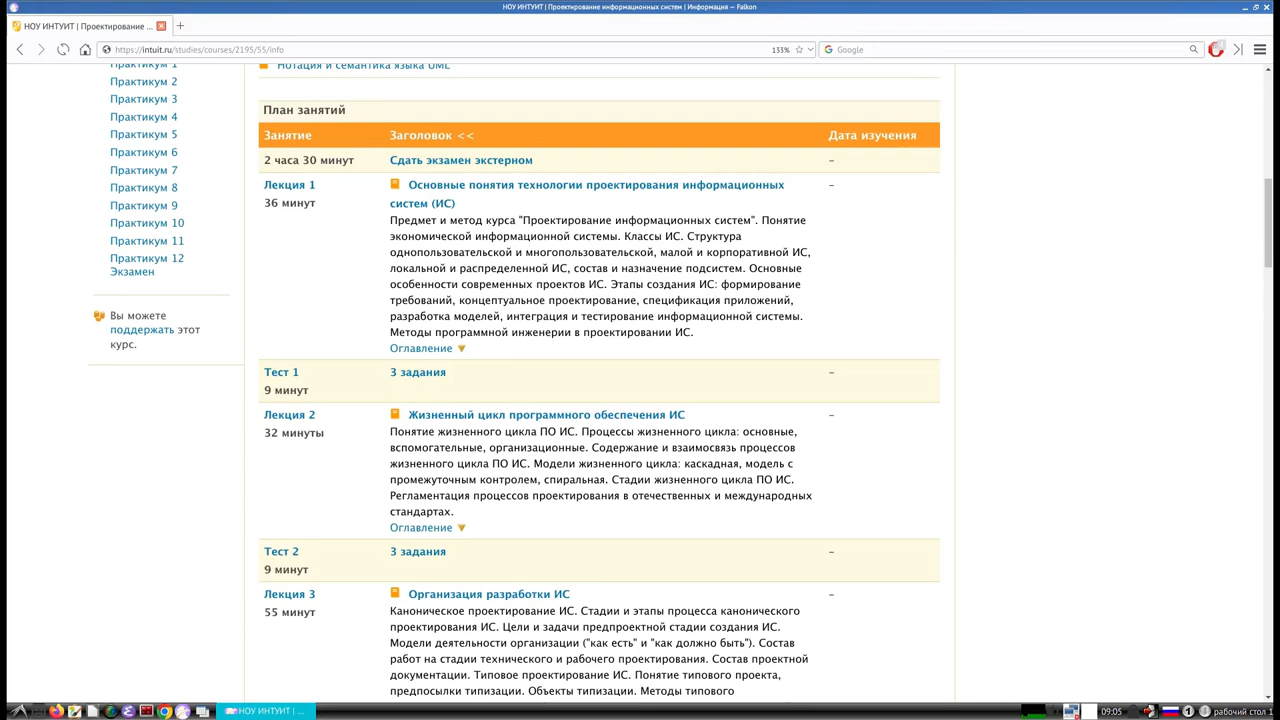 НОУ ИНТУИТ | Проектирование информационных систем | Информация — Falkon
НОУ ИНТУИТ | Проектирование ...
https://intuit.ru/studies/courses/2195/55/info
133%
Google
Практикум 1
Практикум 2
Практикум 3
Практикум 4
Практикум 5
Практикум 6
Практикум 7
Практикум 8
Практикум 9
Практикум 10
Практикум 11
Практикум 12
Экзамен
Вы можете
поддержать этот
курс.
Нотация и семантика языка UML
План занятий
Занятие Заголовок << Дата изучения
2 часа 30 минут Сдать экзамен экстерном –
Лекция 1 Основные понятия технологии проектирования информационных –
36 минут систем (ИС)
Предмет и метод курса "Проектирование информационных систем". Понятие
экономической информационной системы. Классы ИС. Структура
однопользовательской и многопользовательской, малой и корпоративной ИС,
локальной и распределенной ИС, состав и назначение подсистем. Основные
особенности современных проектов ИС. Этапы создания ИС: формирование
требований, концептуальное проектирование, спецификация приложений,
разработка моделей, интеграция и тестирование информационной системы.
Методы программной инженерии в проектировании ИС.
Оглавление
Тест 1 3 задания –
9 минут
Лекция 2 Жизненный цикл программного обеспечения ИС –
32 минуты Понятие жизненного цикла ПО ИС. Процессы жизненного цикла: основные,
вспомогательные, организационные. Содержание и взаимосвязь процессов
жизненного цикла ПО ИС. Модели жизненного цикла: каскадная, модель с
промежуточным контролем, спиральная. Стадии жизненного цикла ПО ИС.
Регламентация процессов проектирования в отечественных и международных
стандартах.
Оглавление
Тест 2 3 задания –
9 минут
Лекция 3 Организация разработки ИС –
55 минут Каноническое проектирование ИС. Стадии и этапы процесса канонического
проектирования ИС. Цели и задачи предпроектной стадии создания ИС.
Модели деятельности организации ("как есть" и "как должно быть"). Состав
работ на стадии технического и рабочего проектирования. Состав проектной
документации. Типовое проектирование ИС. Понятие типового проекта,
предпосылки типизации. Объекты типизации. Методы типового
НОУ ИНТУИТ | ...
09:05
рабочий стол 1